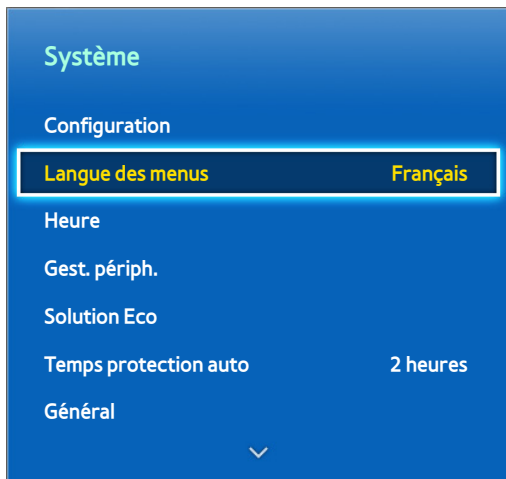 Système
Configuration
Langue des menus Français
Heure
Gest. périph.
Solution Eco
Temps protection auto 2 heures
Général